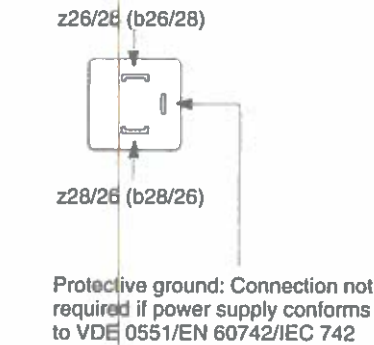 z26/28 (b26/28)
z28/26 (b28/26)
Protective ground: Connection not
required if power supply conforms
to VDE 0551/EN 60742/IEC 742